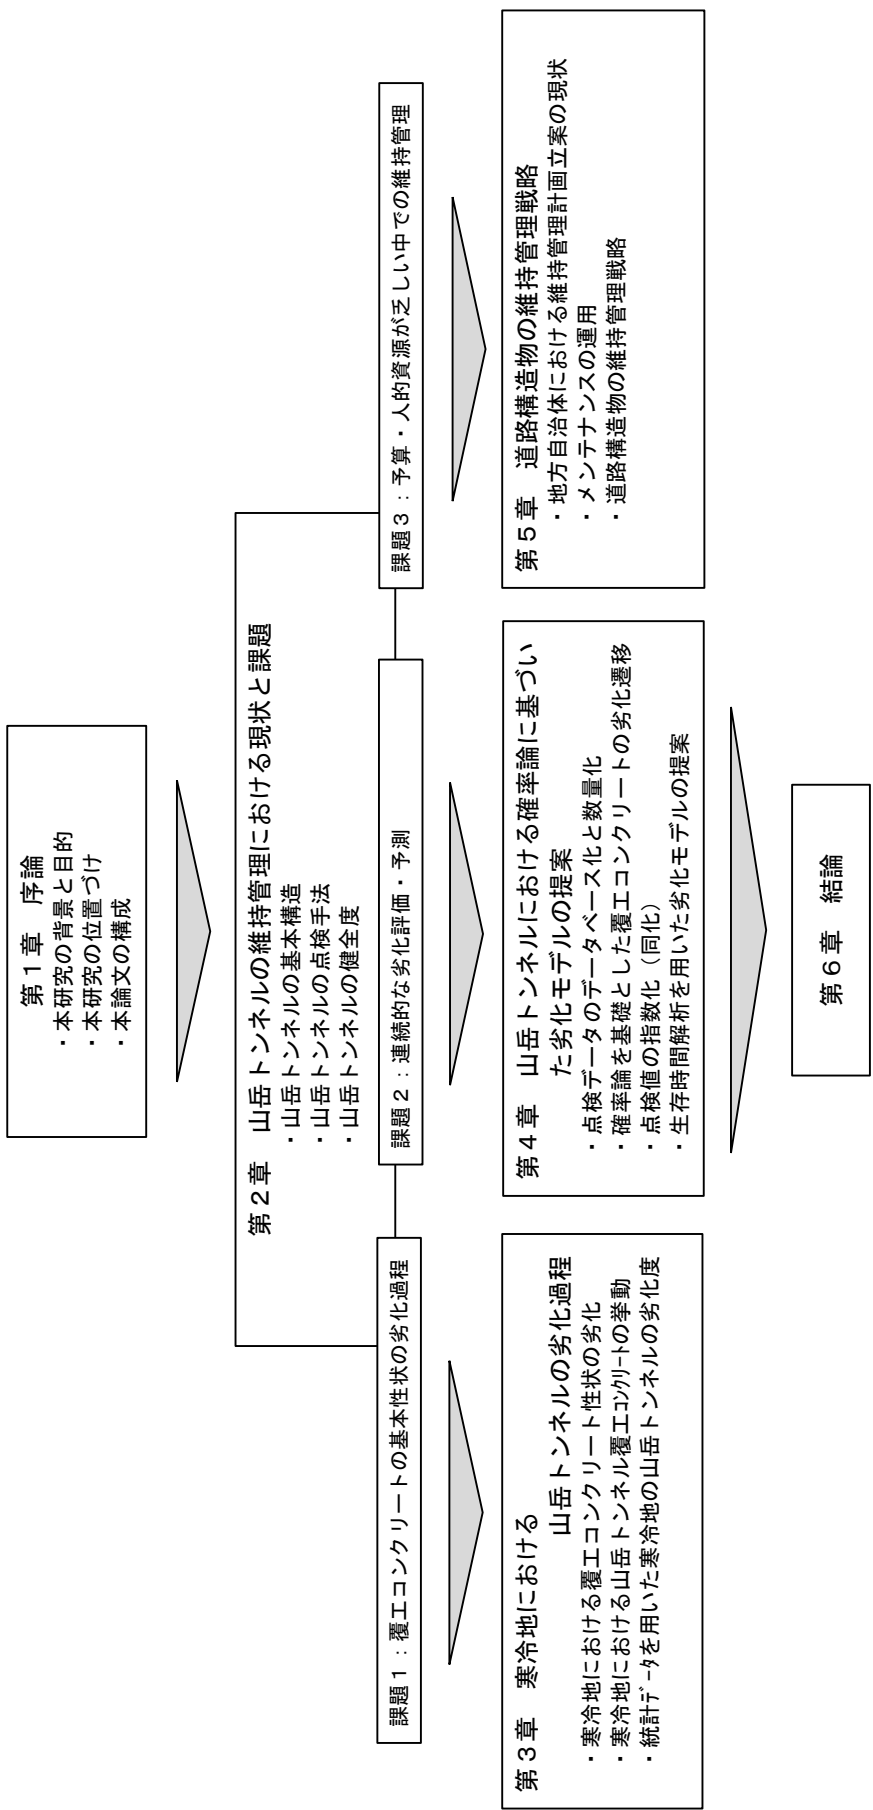 第１章　序論
・本研究の背景と目的
・本研究の位置づけ
・本論文の構成
第２章　山岳トンネルの維持管理における現状と課題
・山岳トンネルの基本構造
・山岳トンネルの点検手法
・山岳トンネルの健全度
課題１：覆工コンクリートの基本性状の劣化過程
課題２：連続的な劣化評価・予測
課題３：予算・人的資源が乏しい中での維持管理
第３章　寒冷地における
山岳トンネルの劣化過程
・寒冷地における覆工コンクリート性状の劣化
・寒冷地における山岳トンネル覆工ｺﾝｸﾘｰﾄの挙動
・統計ﾃﾞｰﾀを用いた寒冷地の山岳トンネルの劣化度
第４章　山岳トンネルにおける確率論に基づい
た劣化モデルの提案
・点検データのデータベース化と数量化
・確率論を基礎とした覆工コンクリートの劣化遷移
・点検値の指数化（同化）
・生存時間解析を用いた劣化モデルの提案
第５章　道路構造物の維持管理戦略
・地方自治体における維持管理計画立案の現状
・メンテナンスの運用
・道路構造物の維持管理戦略
第６章　結論